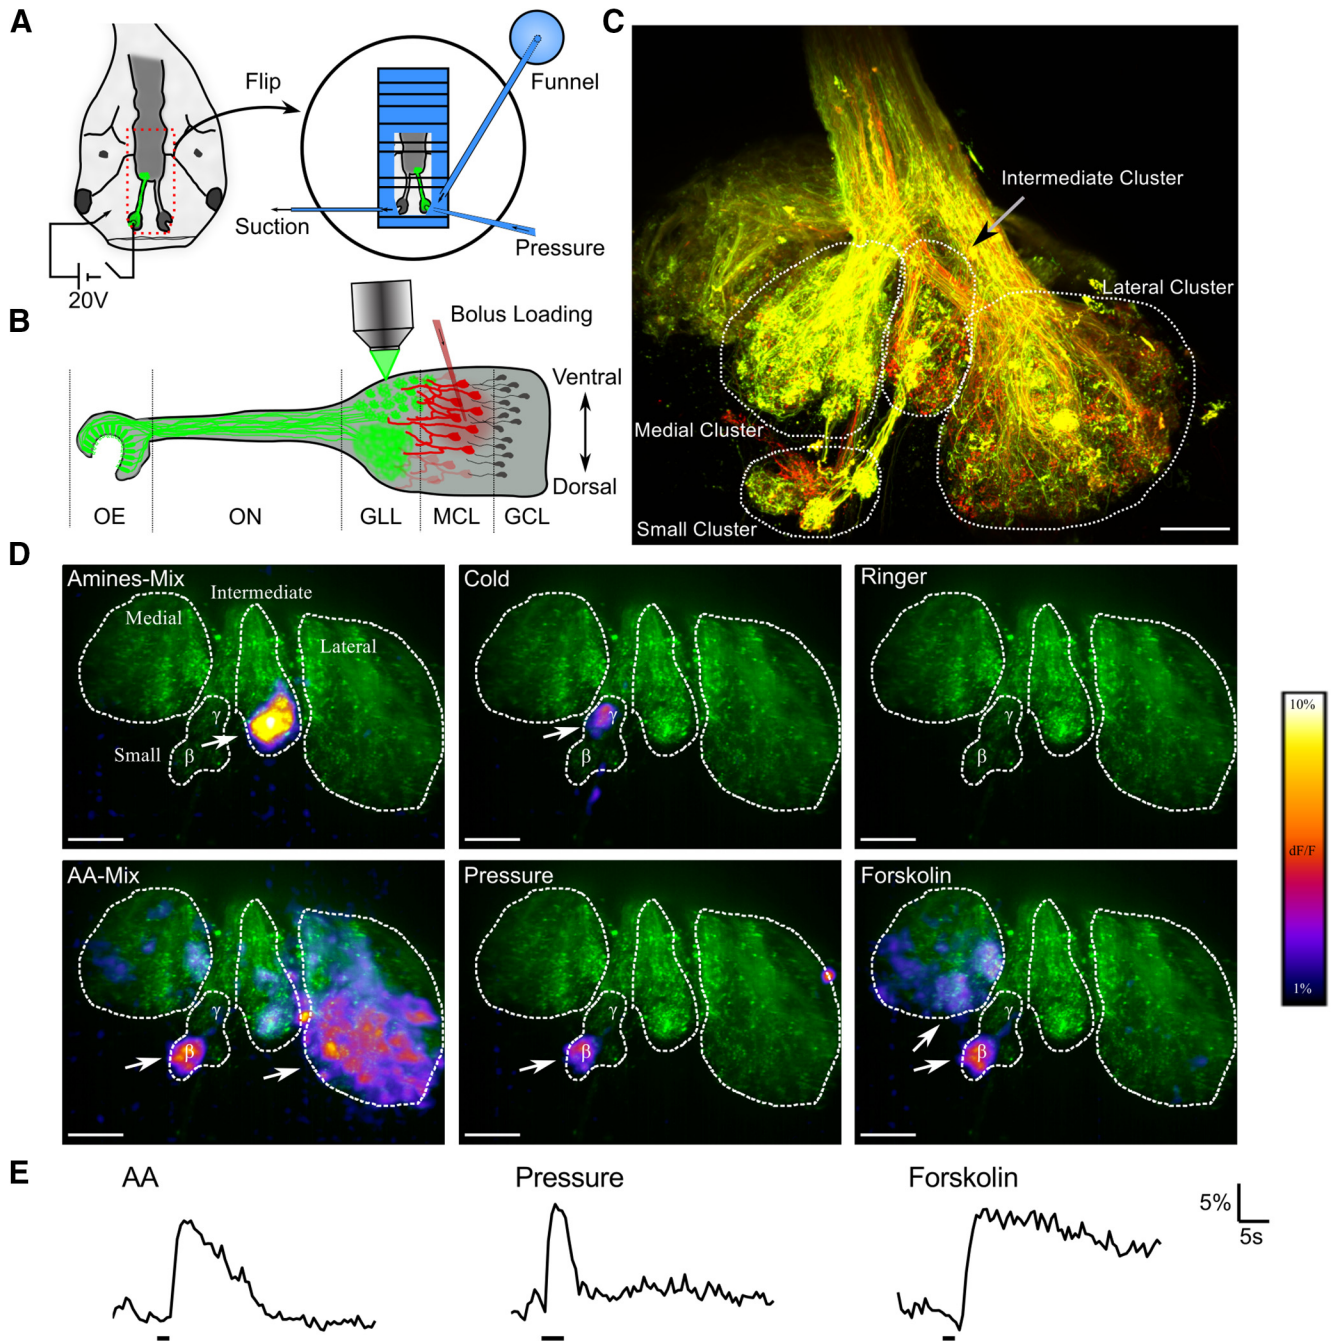 A
Flip
Funnel
Suction
Pressure
20V
B
Bolus Loading
Ventral
Dorsal
OE
ON
GLL
MCL
GCL
C
Intermediate Cluster
Lateral Cluster
Medial Cluster
Small Cluster
D
Amines-Mix
Intermediate
Medial
Lateral
γ
Small
β
Cold
γ
β
Ringer
γ
β
10%
dF/F
1%
AA-Mix
γ
β
Pressure
γ
β
Forskolin
γ
β
E
AA
Pressure
Forskolin
5%
5s